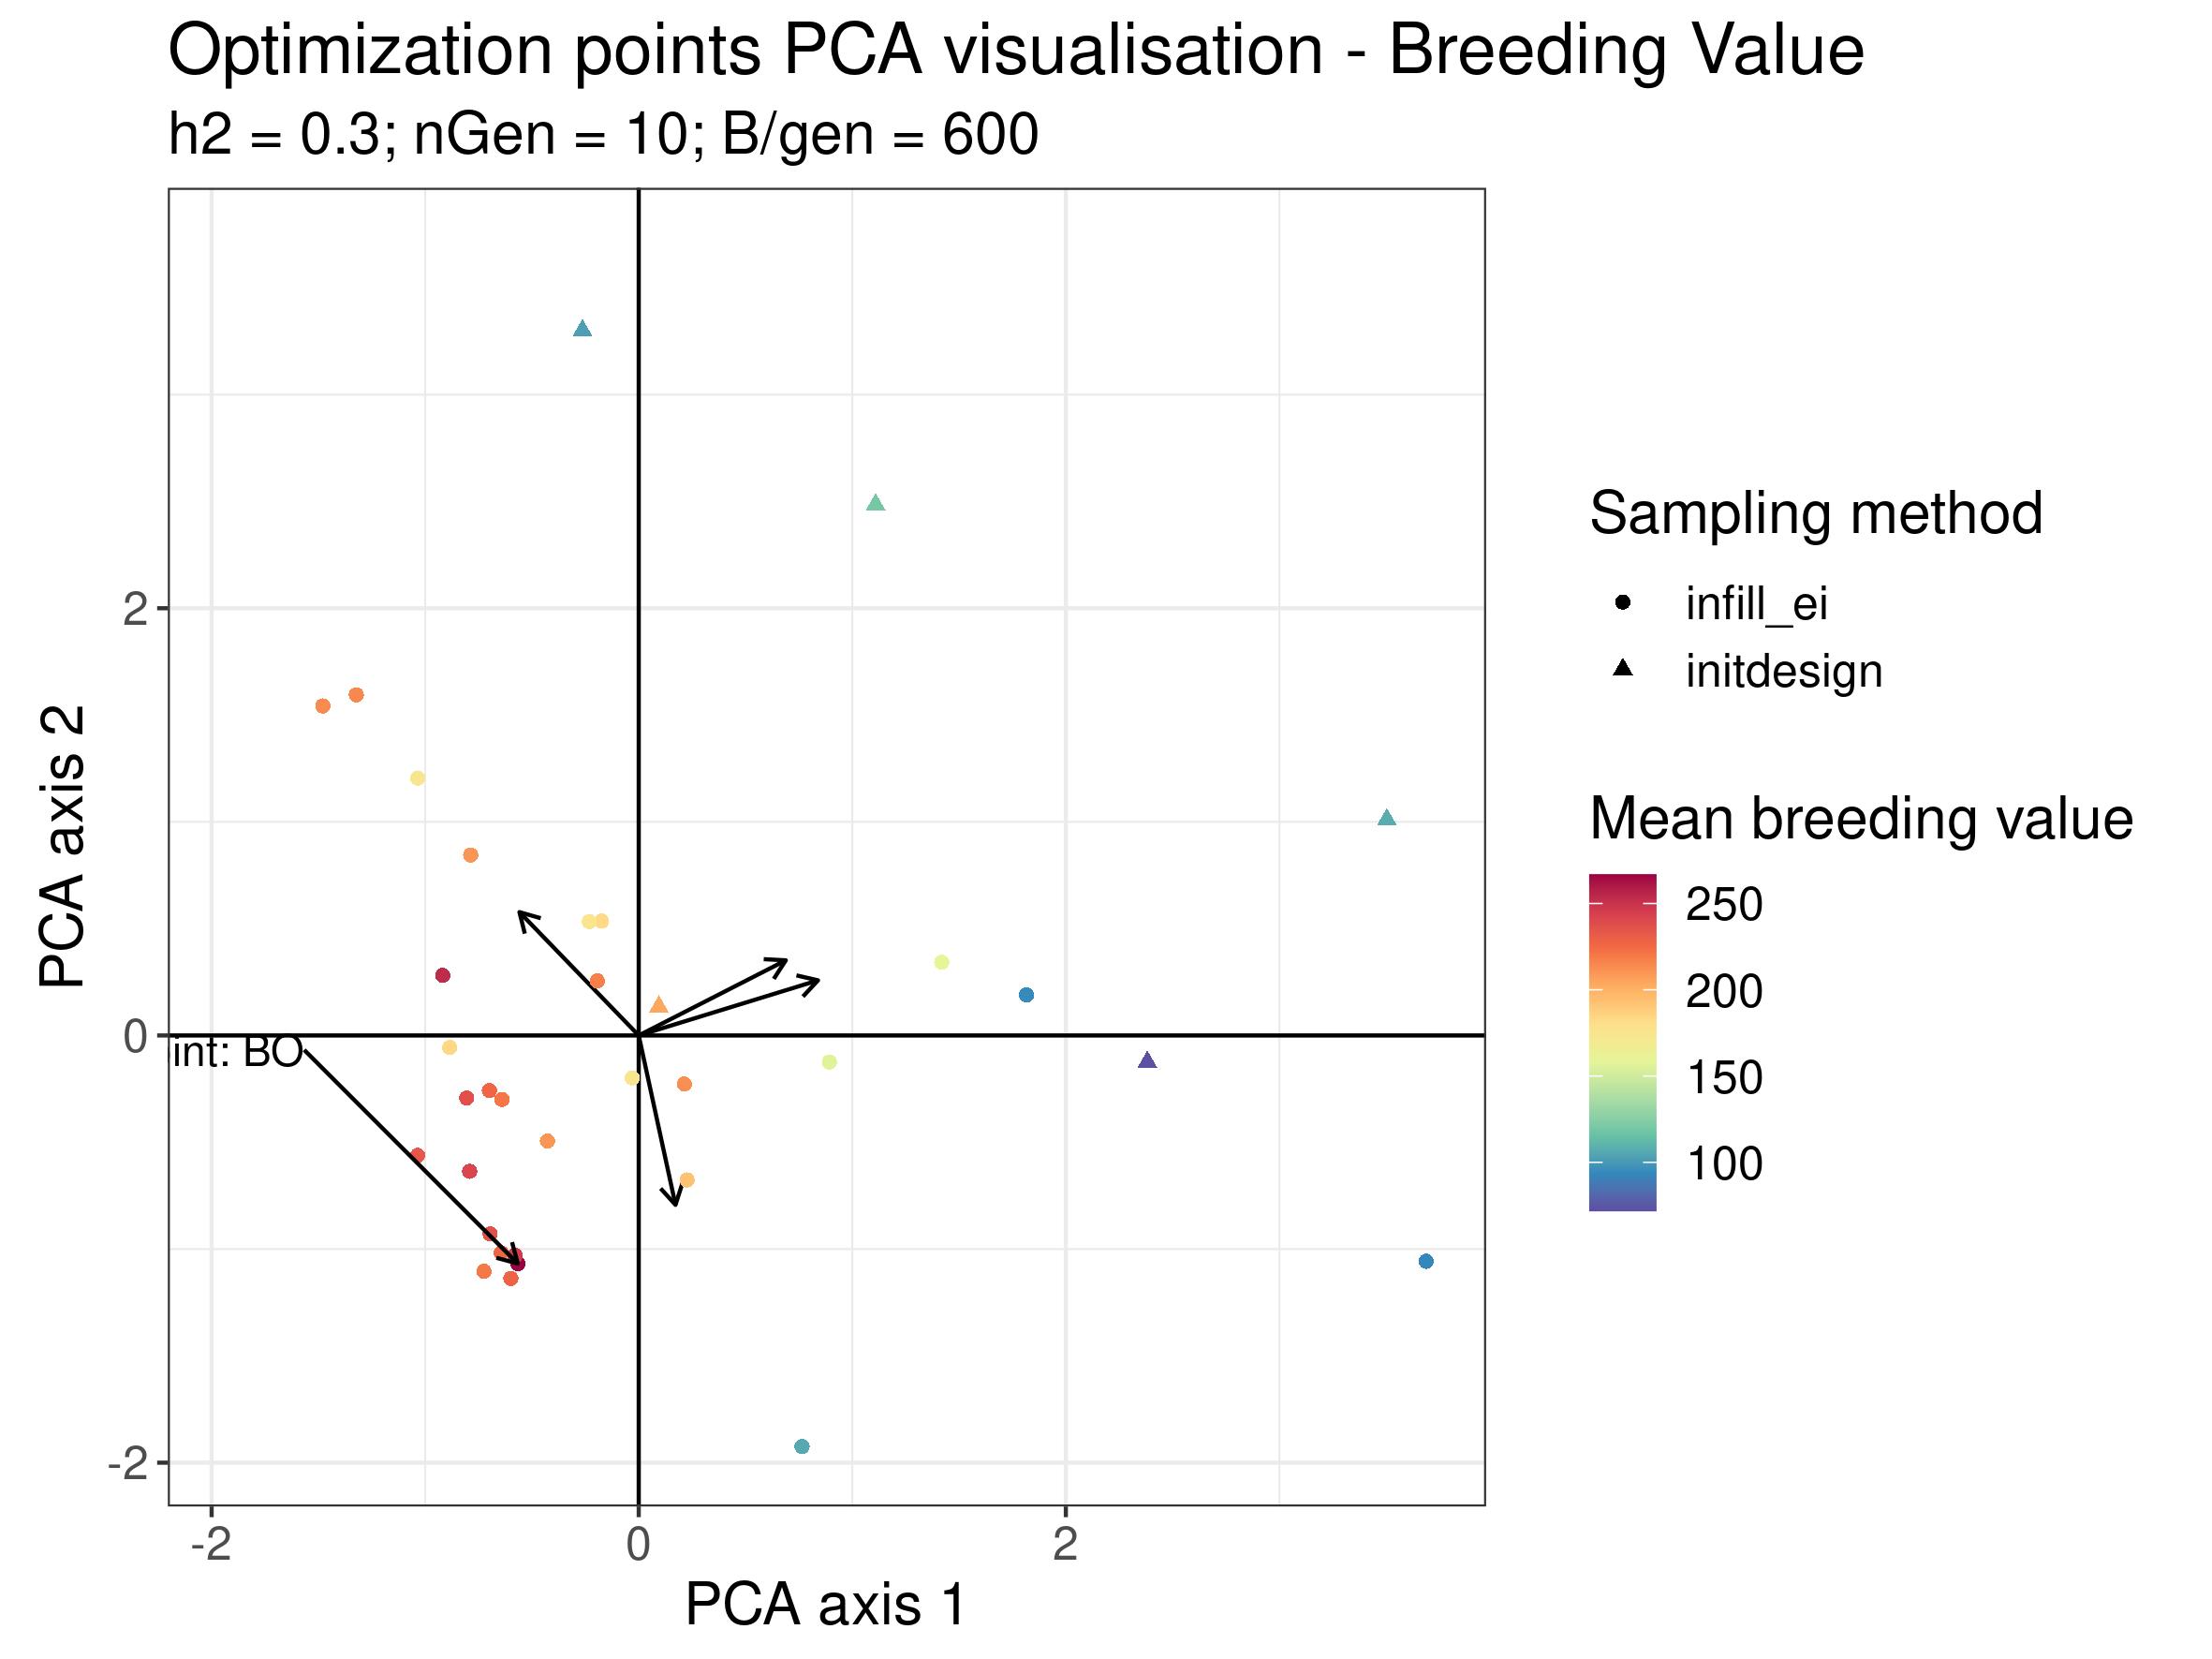 Optimization points PCA visualisation - Breeding Value
h2 = 0.3; nGen = 10; B/gen = 600
PCA axis 2
2
0
-2
int: BO
-2
0
2
PCA axis 1
Sampling method
infill_ei
initdesign
Mean breeding value
250
200
150
100